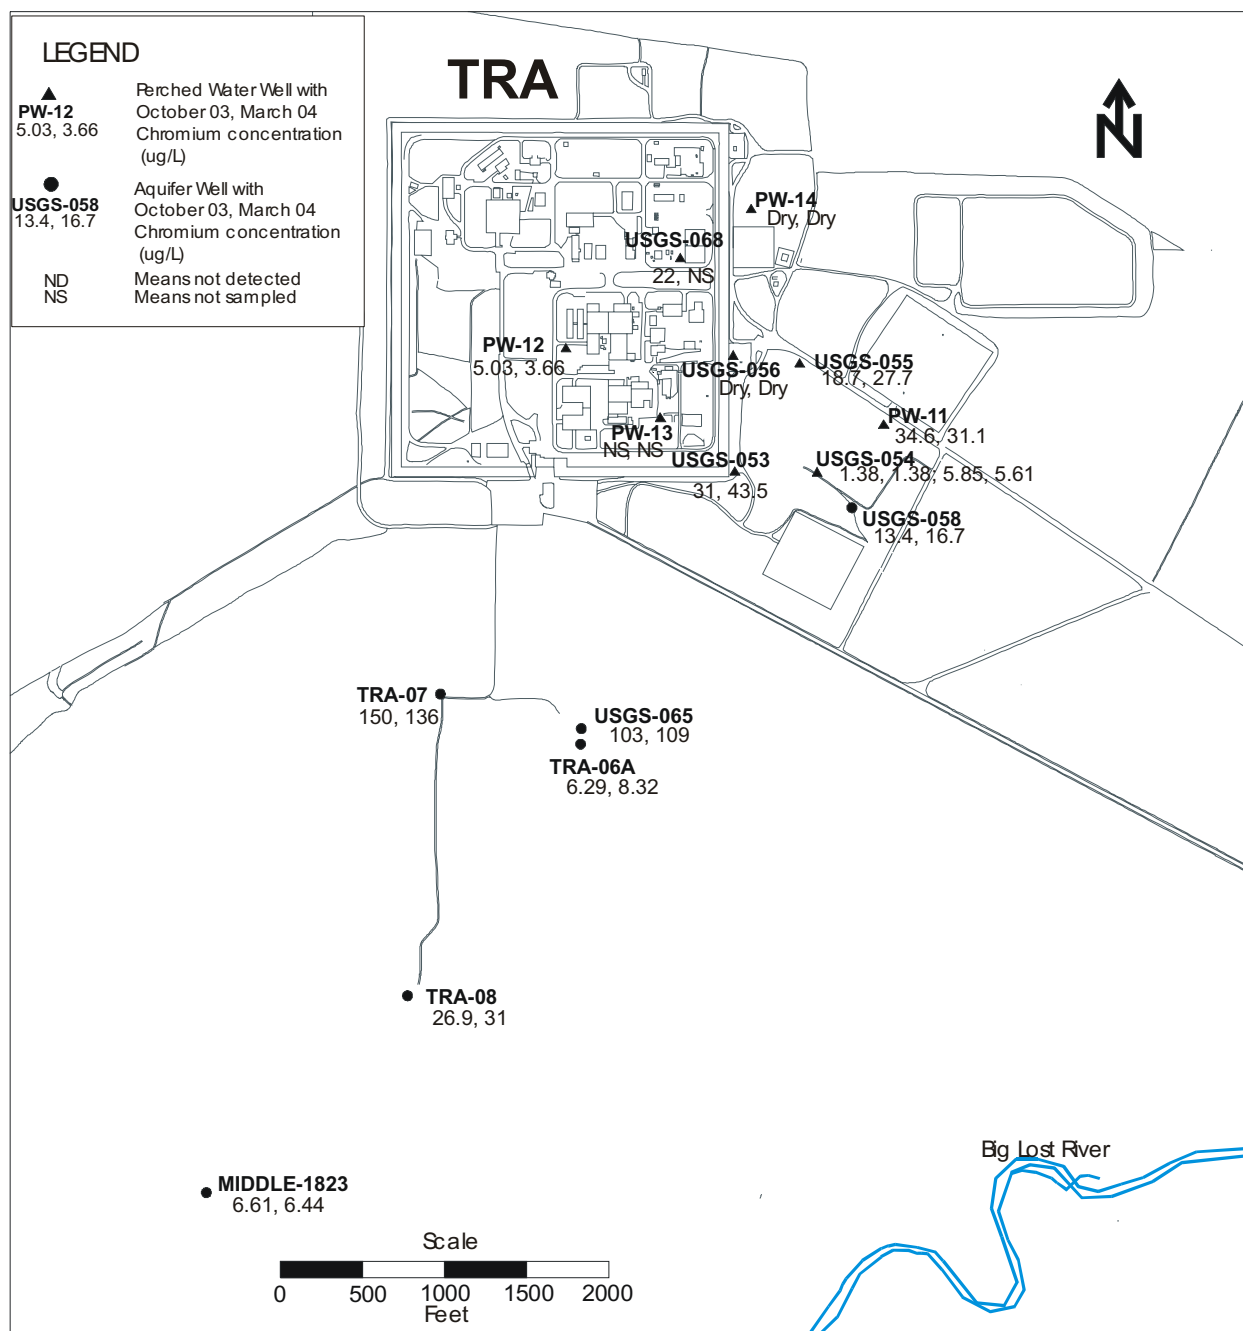 LEGEND
PW-12
5.03, 3.66
Perched Water Well with
October 03, March 04
Chromium concentration
(ug/L)
USGS-058
13.4, 16.7
Aquifer Well with
October 03, March 04
Chromium concentration
(ug/L)
ND Means not detected
NS Means not sampled
TRA
N
PW-14
Dry, Dry
USGS-068
22, NS
PW-12
5.03, 3.66
USGS-056
Dry, Dry
USGS-055
18.7, 27.7
PW-11
34.6, 31.1
PW-13
NS, NS
USGS-053
31, 43.5
USGS-054
1.38, 1.38; 5.85, 5.61
USGS-058
13.4, 16.7
TRA-07
150, 136
USGS-065
103, 109
TRA-06A
6.29, 8.32
TRA-08
26.9, 31
Big Lost River
MIDDLE-1823
6.61, 6.44
Scale
0 500 1000 1500 2000
Feet